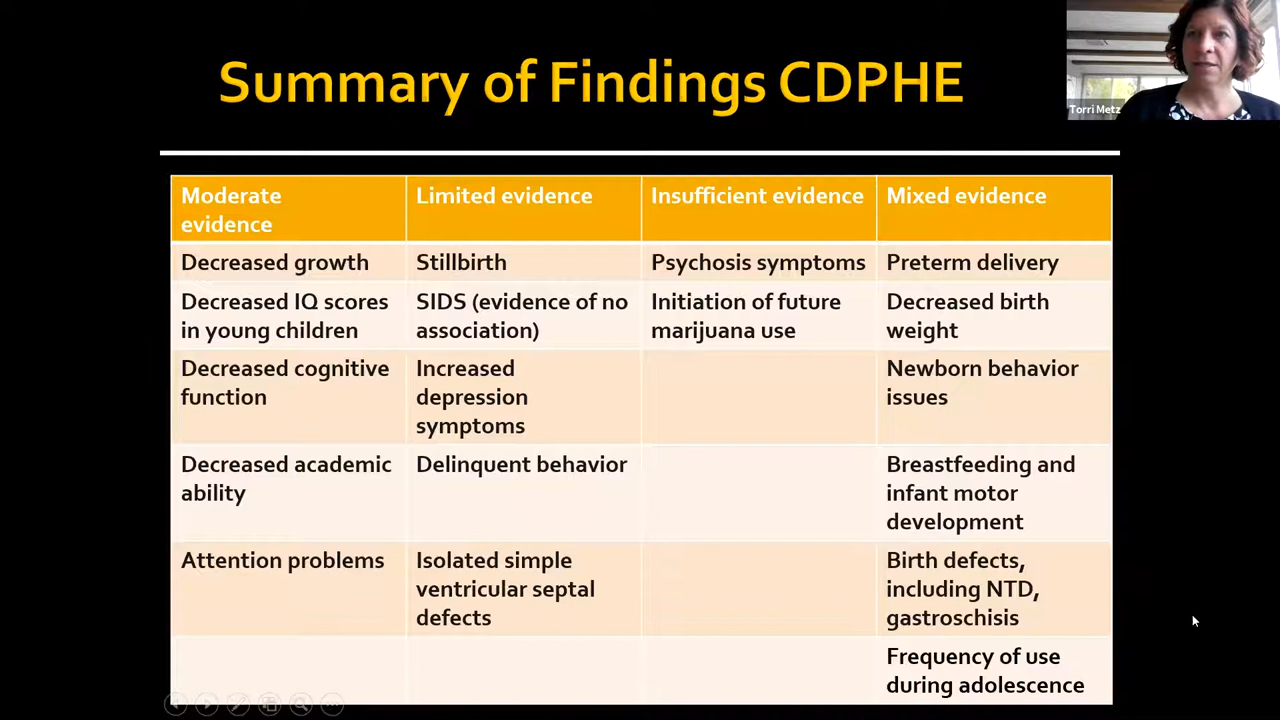 Summary of Findings CDPHE
Torri Metz
Moderate
evidence
Limited evidence
Insufficient evidence
Mixed evidence
Decreased growth
Stillbirth
Psychosis symptoms
Preterm delivery
Decreased IQ scores
in young children
SIDS (evidence of no
association)
Initiation of future
marijuana use
Decreased birth
weight
Decreased cognitive
function
Increased
depression
symptoms
Newborn behavior
issues
Decreased academic
ability
Delinquent behavior
Breastfeeding and
infant motor
development
Attention problems
Isolated simple
ventricular septal
defects
Birth defects,
including NTD,
gastroschisis
Frequency of use
during adolescence